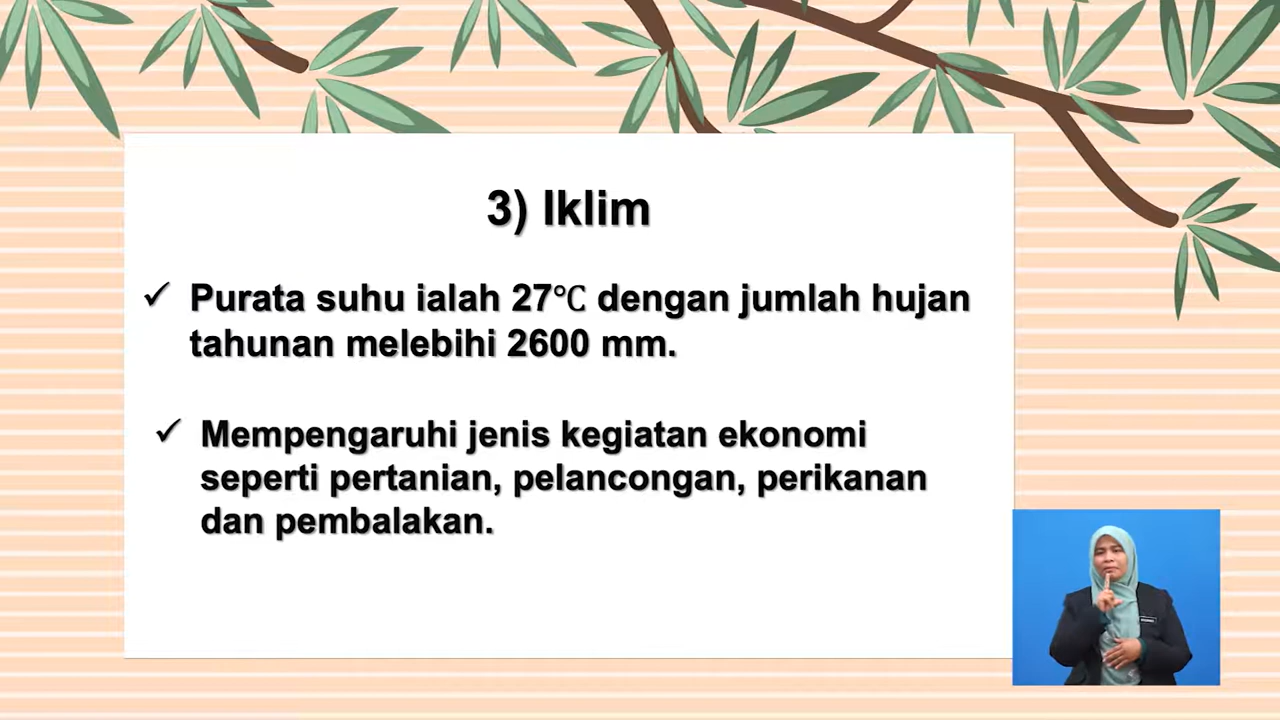 3) Iklim
✓ Purata suhu ialah 27℃ dengan jumlah hujan
tahunan melebihi 2600 mm.
✓ Mempengaruhi jenis kegiatan ekonomi
seperti pertanian, pelancongan, perikanan
dan pembalakan.